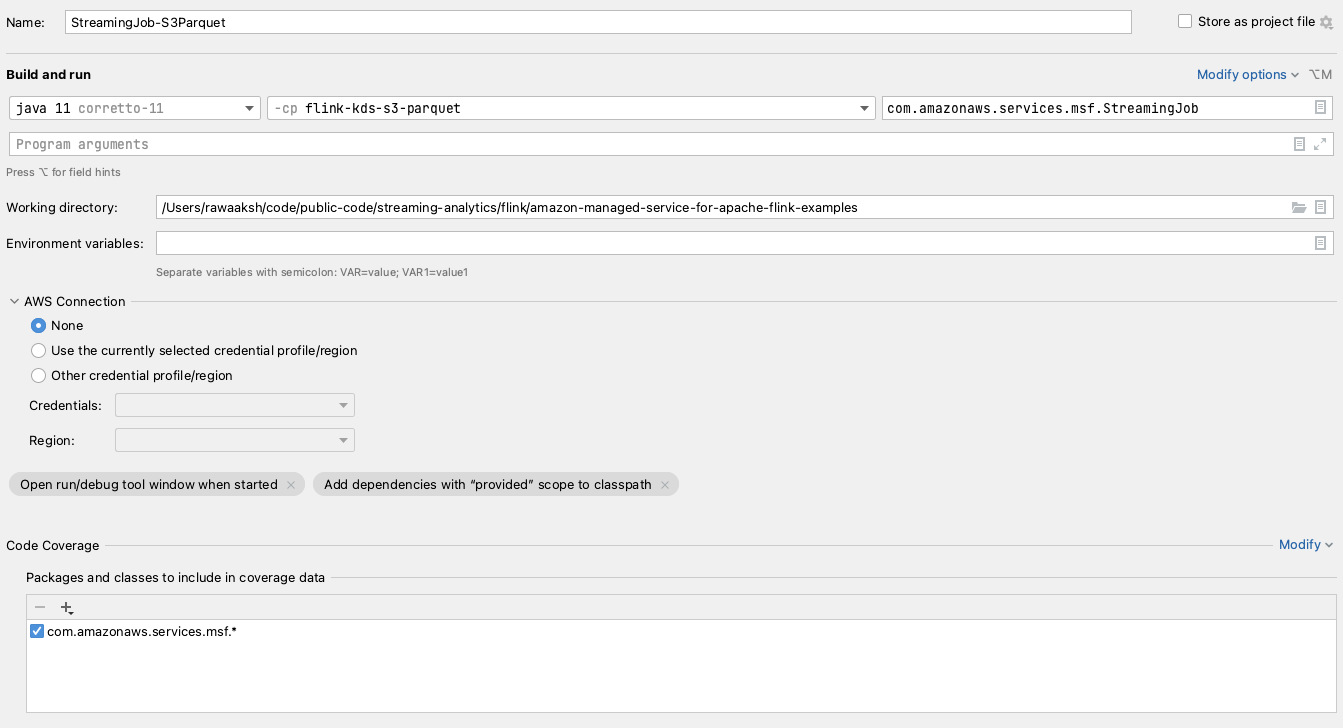 Name: StreamingJob-S3Parquet Store as project file
Build and run Modify options ⌥M
java 11 corretto-11 -cp flink-kds-s3-parquet com.amazonaws.services.msf.StreamingJob
Program arguments
Press ⌥ for field hints
Working directory: /Users/rawaaksh/code/public-code/streaming-analytics/flink/amazon-managed-service-for-apache-flink-examples
Environment variables:
Separate variables with semicolon: VAR=value; VAR1=value1
AWS Connection
None
Use the currently selected credential profile/region
Other credential profile/region
Credentials:
Region:
Open run/debug tool window when started Add dependencies with “provided” scope to classpath
Code Coverage Modify
Packages and classes to include in coverage data
com.amazonaws.services.msf.*